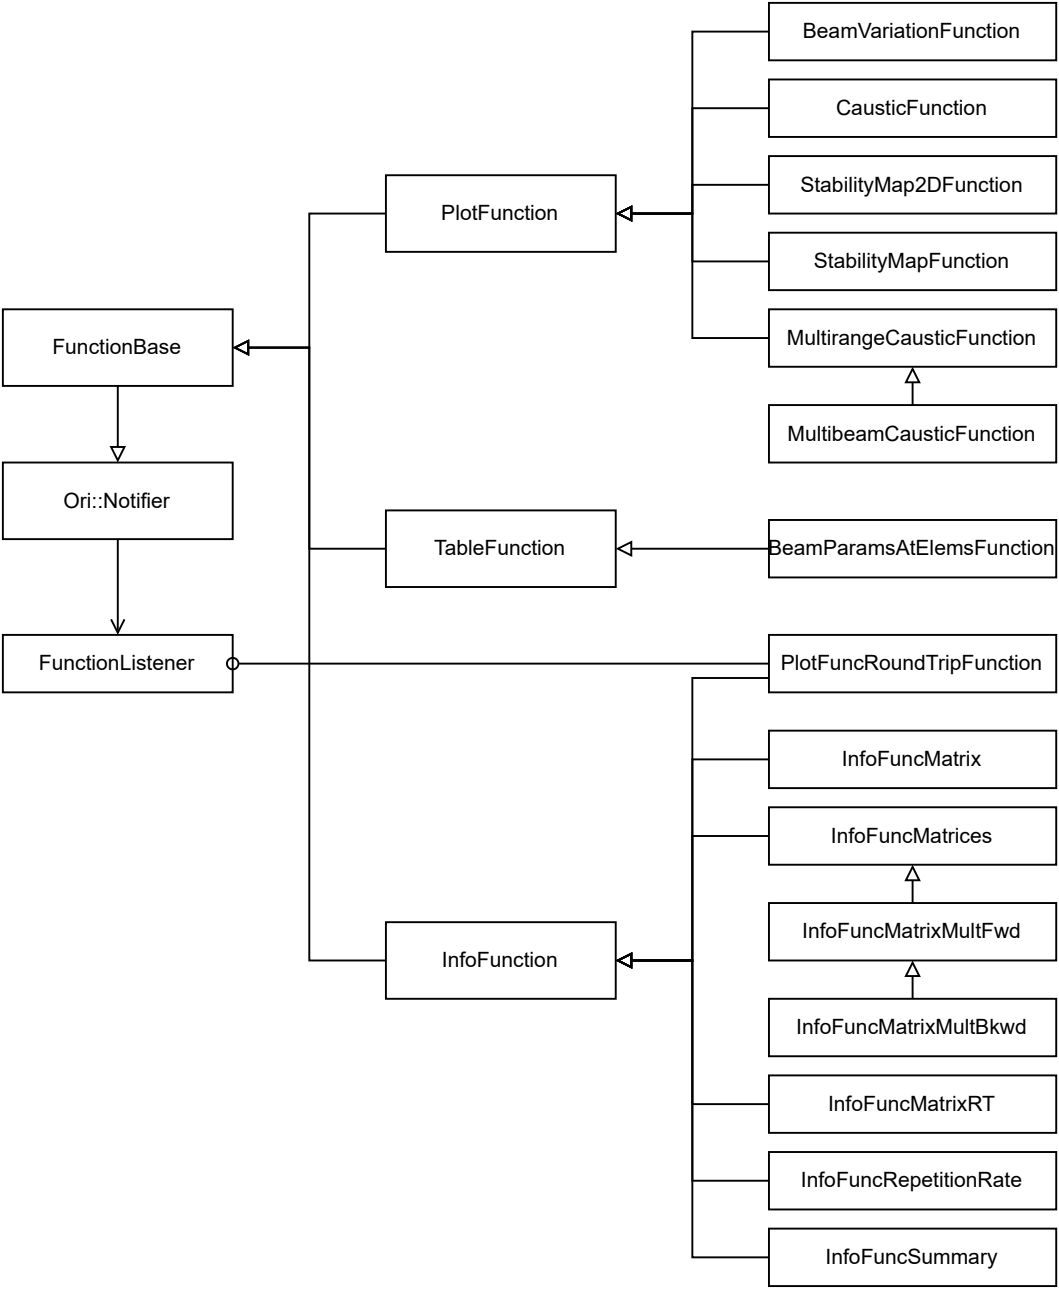 BeamVariationFunction
CausticFunction
StabilityMap2DFunction
PlotFunction
StabilityMapFunction
MultirangeCausticFunction
FunctionBase
MultibeamCausticFunction
Ori::Notifier
TableFunction
BeamParamsAtElemsFunction
FunctionListener
PlotFuncRoundTripFunction
InfoFuncMatrix
InfoFuncMatrices
InfoFuncMatrixMultFwd
InfoFunction
InfoFuncMatrixMultBkwd
InfoFuncMatrixRT
InfoFuncRepetitionRate
InfoFuncSummary